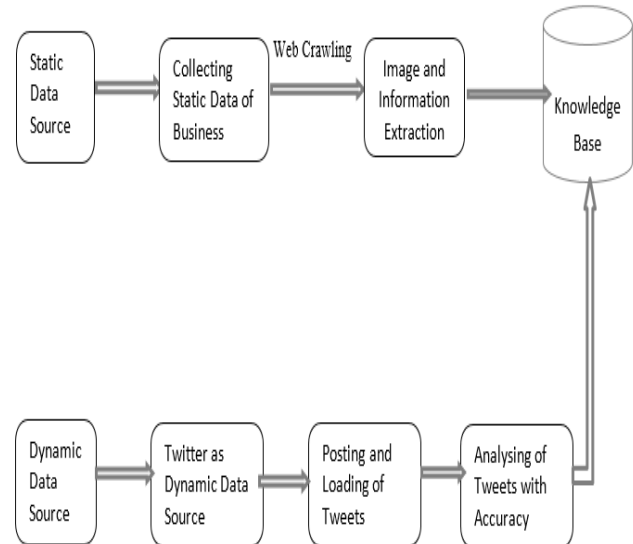 Static
Data
Source
Collecting
Static Data of
Business
Web Crawling
Image and
Information
Extraction
Knowledge
Base
Dynamic
Data
Source
Twitter as
Dynamic Data
Source
Posting and
Loading of
Tweets
Analysing of
Tweets with
Accuracy